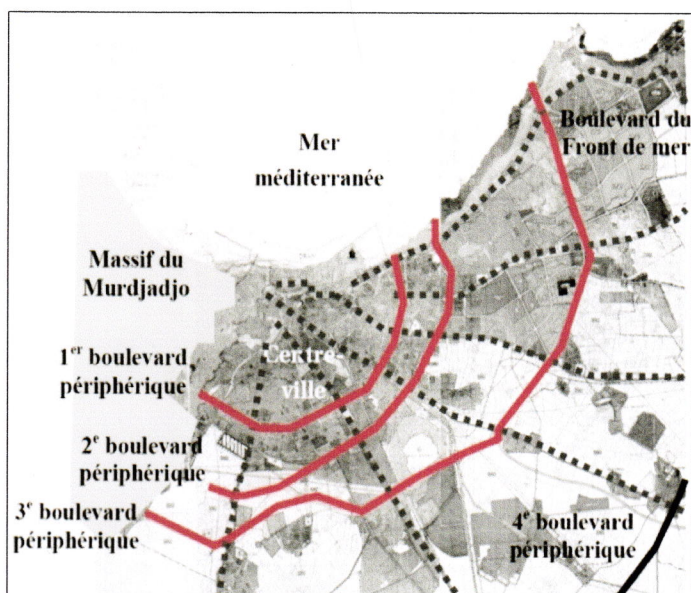 Mer
méditerranée
Boulevard du
Front de mer
Massif du
Murdjadjo
1er boulevard
périphérique
Centre-
ville
2e boulevard
périphérique
3e boulevard
périphérique
4e boulevard
périphérique